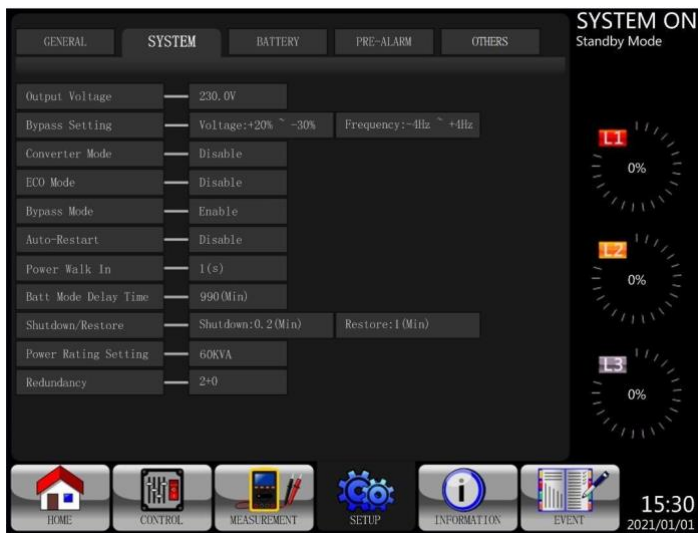 SYSTEM ON
Standby Mode
GENERAL SYSTEM BATTERY PRE-ALARM OTHERS
Output Voltage 230.0V
Bypass Setting Voltage:+20% ~ -30% Frequency:-4Hz ~ +4Hz
Converter Mode Disable
ECO Mode Disable
Bypass Mode Enable
Auto-Restart Disable
Power Walk In 1(s)
Batt Mode Delay Time 990(Min)
Shutdown/Restore Shutdown:0.2(Min) Restore:1(Min)
Power Rating Setting 60KVA
Redundancy 2+0
L1
0%
L2
0%
L3
0%
HOME CONTROL MEASUREMENT SETUP INFORMATION EVENT
15:30
2021/01/01